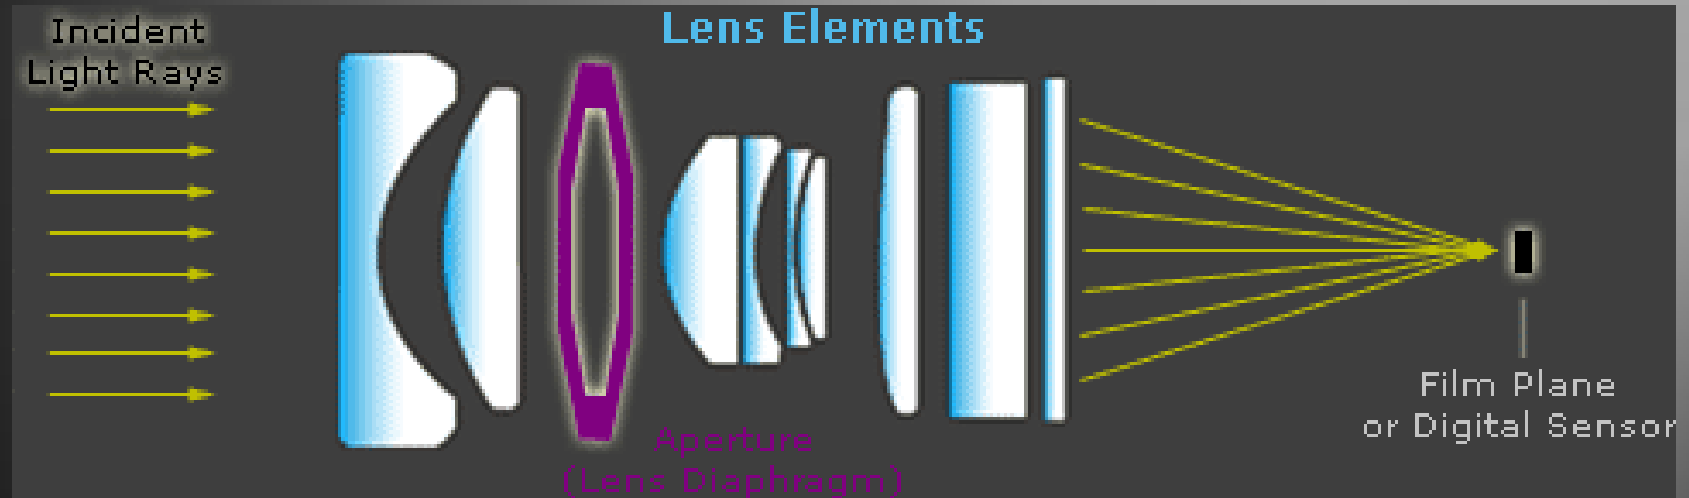 Incident
Light Rays
Lens Elements
Aperture
(Lens Diaphragm)
Film Plane
or Digital Sensor